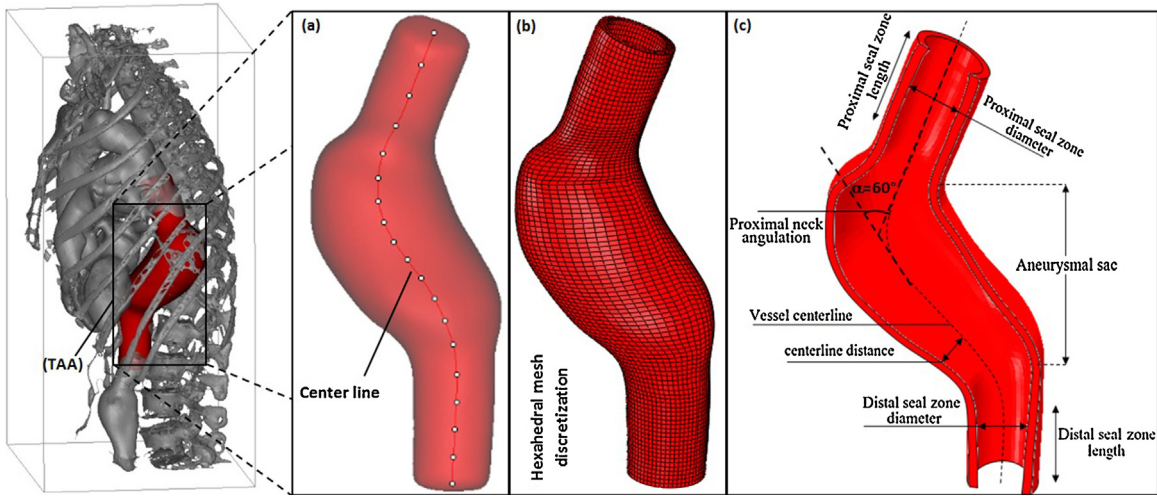 (TAA)
(a)
Center line
(b)
Hexahedral mesh
discretization
(c)
Proximal seal zone
length
Proximal seal zone
diameter
α=60°
Proximal neck
angulation
Aneurysmal sac
Vessel centerline
centerline distance
Distal seal zone
diameter
Distal seal zone
length